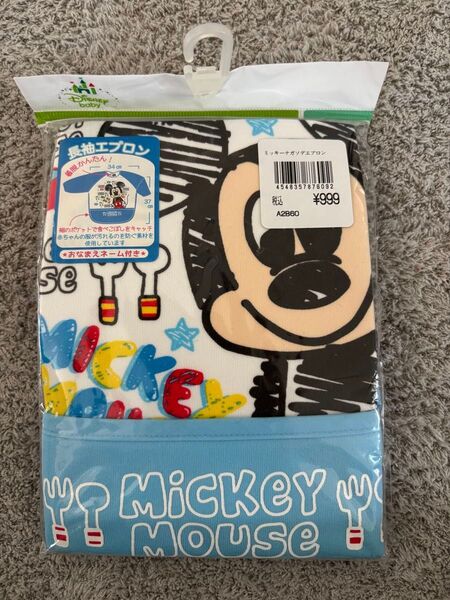 Disney
baby
長袖エプロン
着脱かんたん!
34cm
37cm
裾のポケットで食べこぼしをキャッチ
赤ちゃんの服が汚れるのを防ぐ素材を
使用しています
★おなまえネーム付き★
ミッキーナガソデエプロン
4548357876092
税込 ¥999
A2B60
use
MICKEY
MICKEY
MOUSE